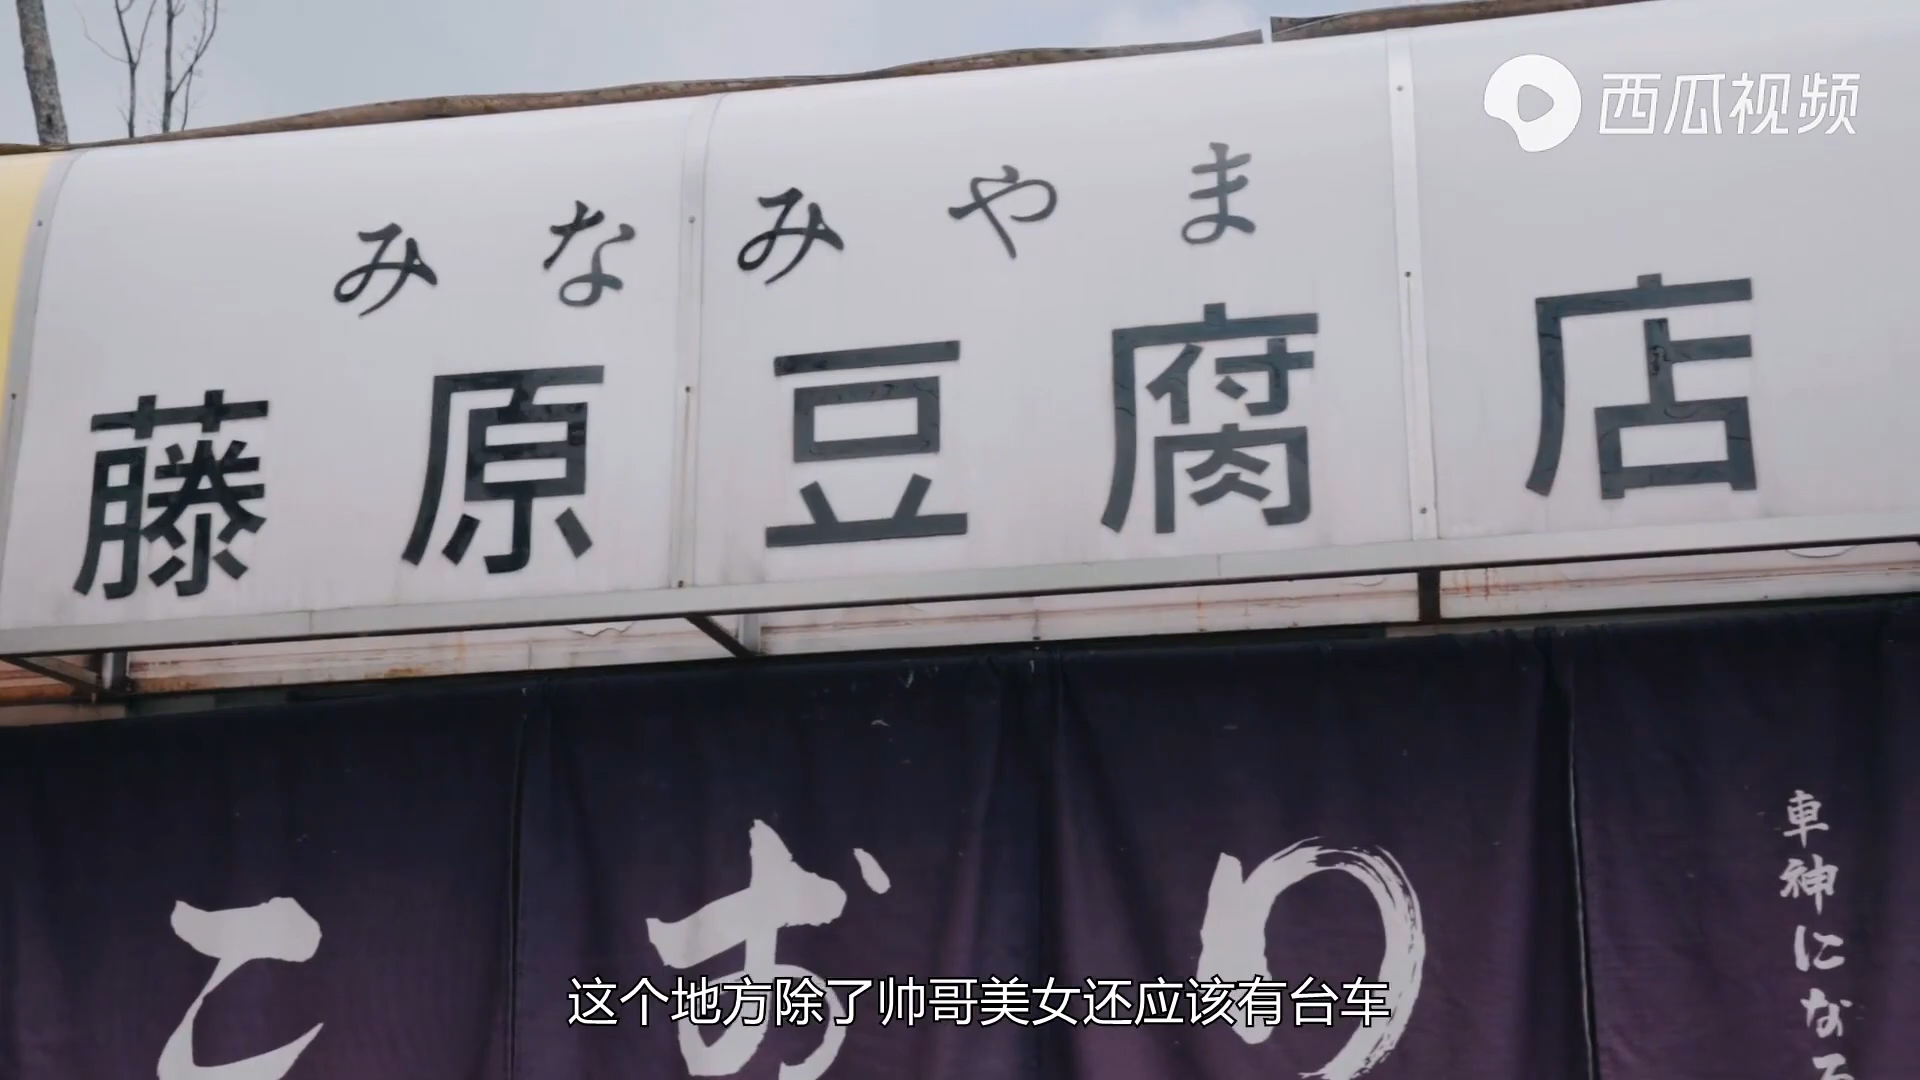 西瓜视频
みなみやま
藤原豆腐店
こおり
車神になる
这个地方除了帅哥美女还应该有台车